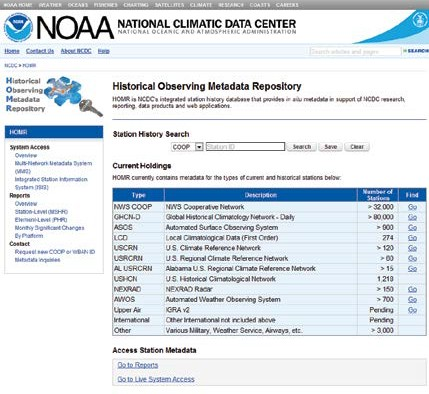 NOAA HOME WEATHER OCEANS FISHERIES CHARTING SATELLITES CLIMATE RESEARCH COASTS CAREERS
NOAA NATIONAL CLIMATIC DATA CENTER
NATIONAL OCEANIC AND ATMOSPHERIC ADMINISTRATION
Home Contact Us About NCDC Help
Search articles and products SEARCH
NCDC > HOMR
Historical
Observing
Metadata
Repository
HOMR
System Access
Overview
Multi-Network Metadata System
(MMS)
Integrated Station Information
System (ISIS)
Reports
Overview
Station-Level (MSHR)
Element-Level (PHR)
Monthly Significant Changes
By Platform
Contact
Request new COOP or WBAN ID
Metadata Inquiries
Historical Observing Metadata Repository
HOMR is NCDC's integrated station history database that provides in situ metadata in support of NCDC research,
reporting, data products and web applications.
Station History Search
COOP Station ID Search Save Clear
Current Holdings
HOMR currently contains metadata for the types of current and historical stations below:
Type Description Number of Stations Find
NWS COOP NWS Cooperative Network > 32,000 Go
GHCN-D Global Historical Climatology Network - Daily > 80,000 Go
ASOS Automated Surface Observing System > 900 Go
LCD Local Climatological Data (First Order) 274 Go
USCRN U.S. Climate Reference Network > 120 Go
USRCRN U.S. Regional Climate Reference Network > 60 Go
AL USRCRN Alabama U.S. Regional Climate Reference Network > 15 Go
USHCN U.S. Historical Climatological Network 1,218
NEXRAD NEXRAD Radar > 150 Go
AWOS Automated Weather Observing System > 700 Go
Upper Air IGRA v2 Pending Go
International Other International not included above Pending
Other Various Military, Weather Service, Airways, etc. > 3,000
Access Station Metadata
Go to Reports
Go to Live System Access